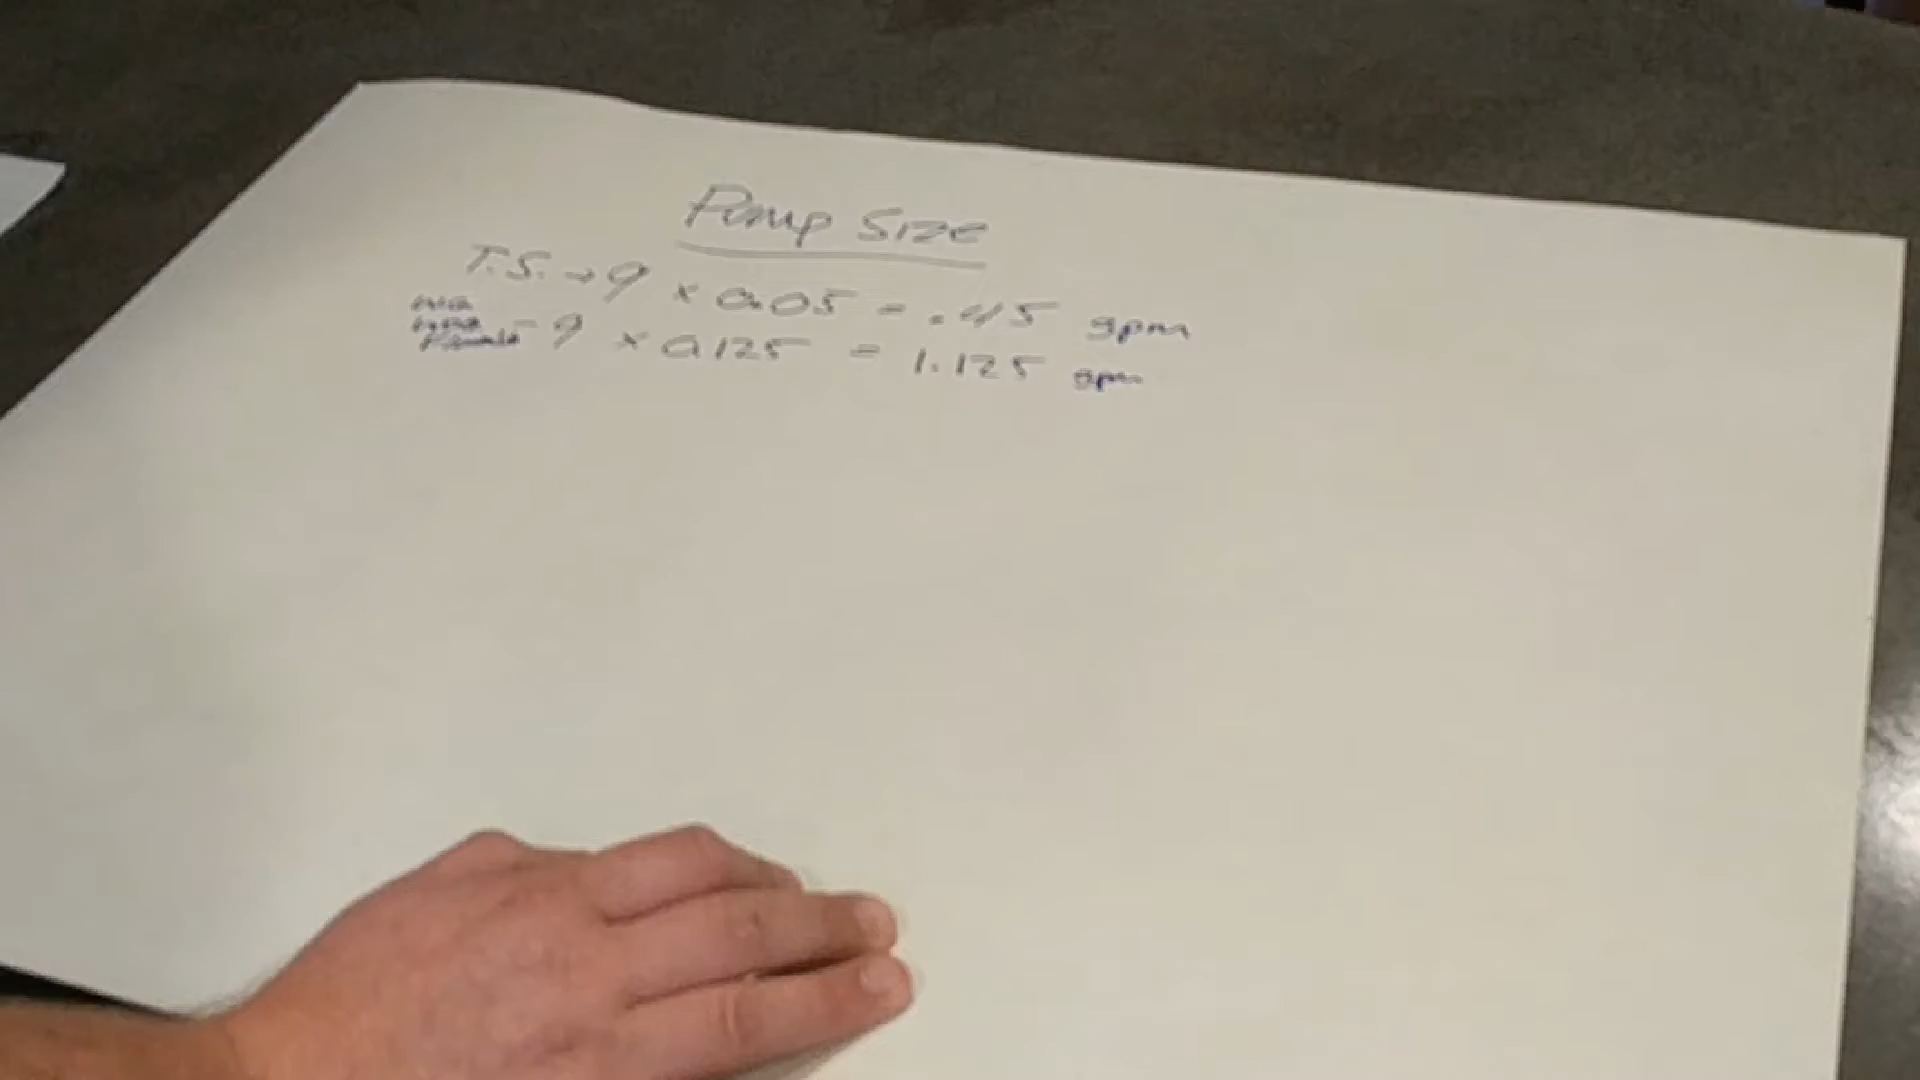 Pump Size
T.S. → 9 × 0.05 = .45 gpm
- 9 × 0.125 = 1.125 gpm